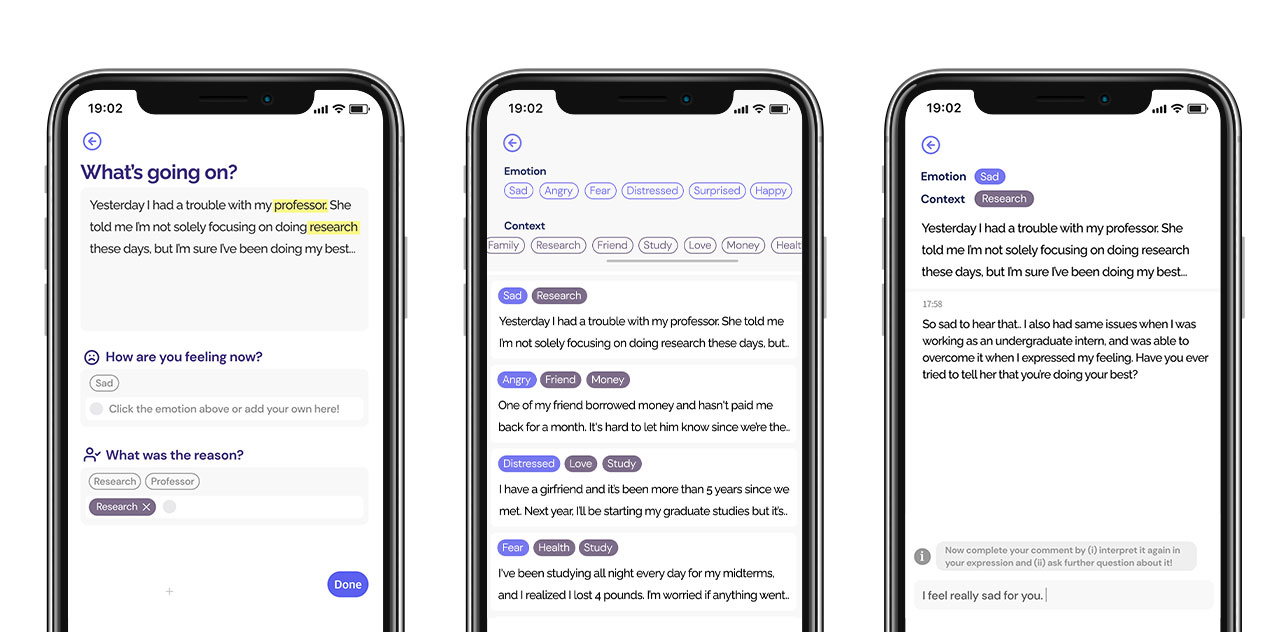 19:02
What's going on?
Yesterday I had a trouble with my professor. She
told me I'm not solely focusing on doing research
these days, but I'm sure I've been doing my best...
How are you feeling now?
Sad
Click the emotion above or add your own here!
What was the reason?
Research Professor
Research
Done
19:02
Emotion
Sad Angry Fear Distressed Surprised Happy
Context
Family Research Friend Study Love Money Healt
Sad Research
Yesterday I had a trouble with my professor. She told me
I'm not solely focusing on doing research these days, but..
Angry Friend Money
One of my friend borrowed money and hasn't paid me
back for a month. It's hard to let him know since we're the..
Distressed Love Study
I have a girlfriend and it's been more than 5 years since we
met. Next year, I'll be starting my graduate studies but it's..
Fear Health Study
I've been studying all night every day for my midterms,
and I realized I lost 4 pounds. I'm worried if anything went..
19:02
Emotion Sad
Context Research
Yesterday I had a trouble with my professor. She
told me I'm not solely focusing on doing research
these days, but I'm sure I've been doing my best...
17:58
So sad to hear that.. I also had same issues when I was
working as an undergraduate intern, and was able to
overcome it when I expressed my feeling. Have you ever
tried to tell her that you're doing your best?
Now complete your comment by (i) interpret it again in
your expression and (ii) ask further question about it!
I feel really sad for you.